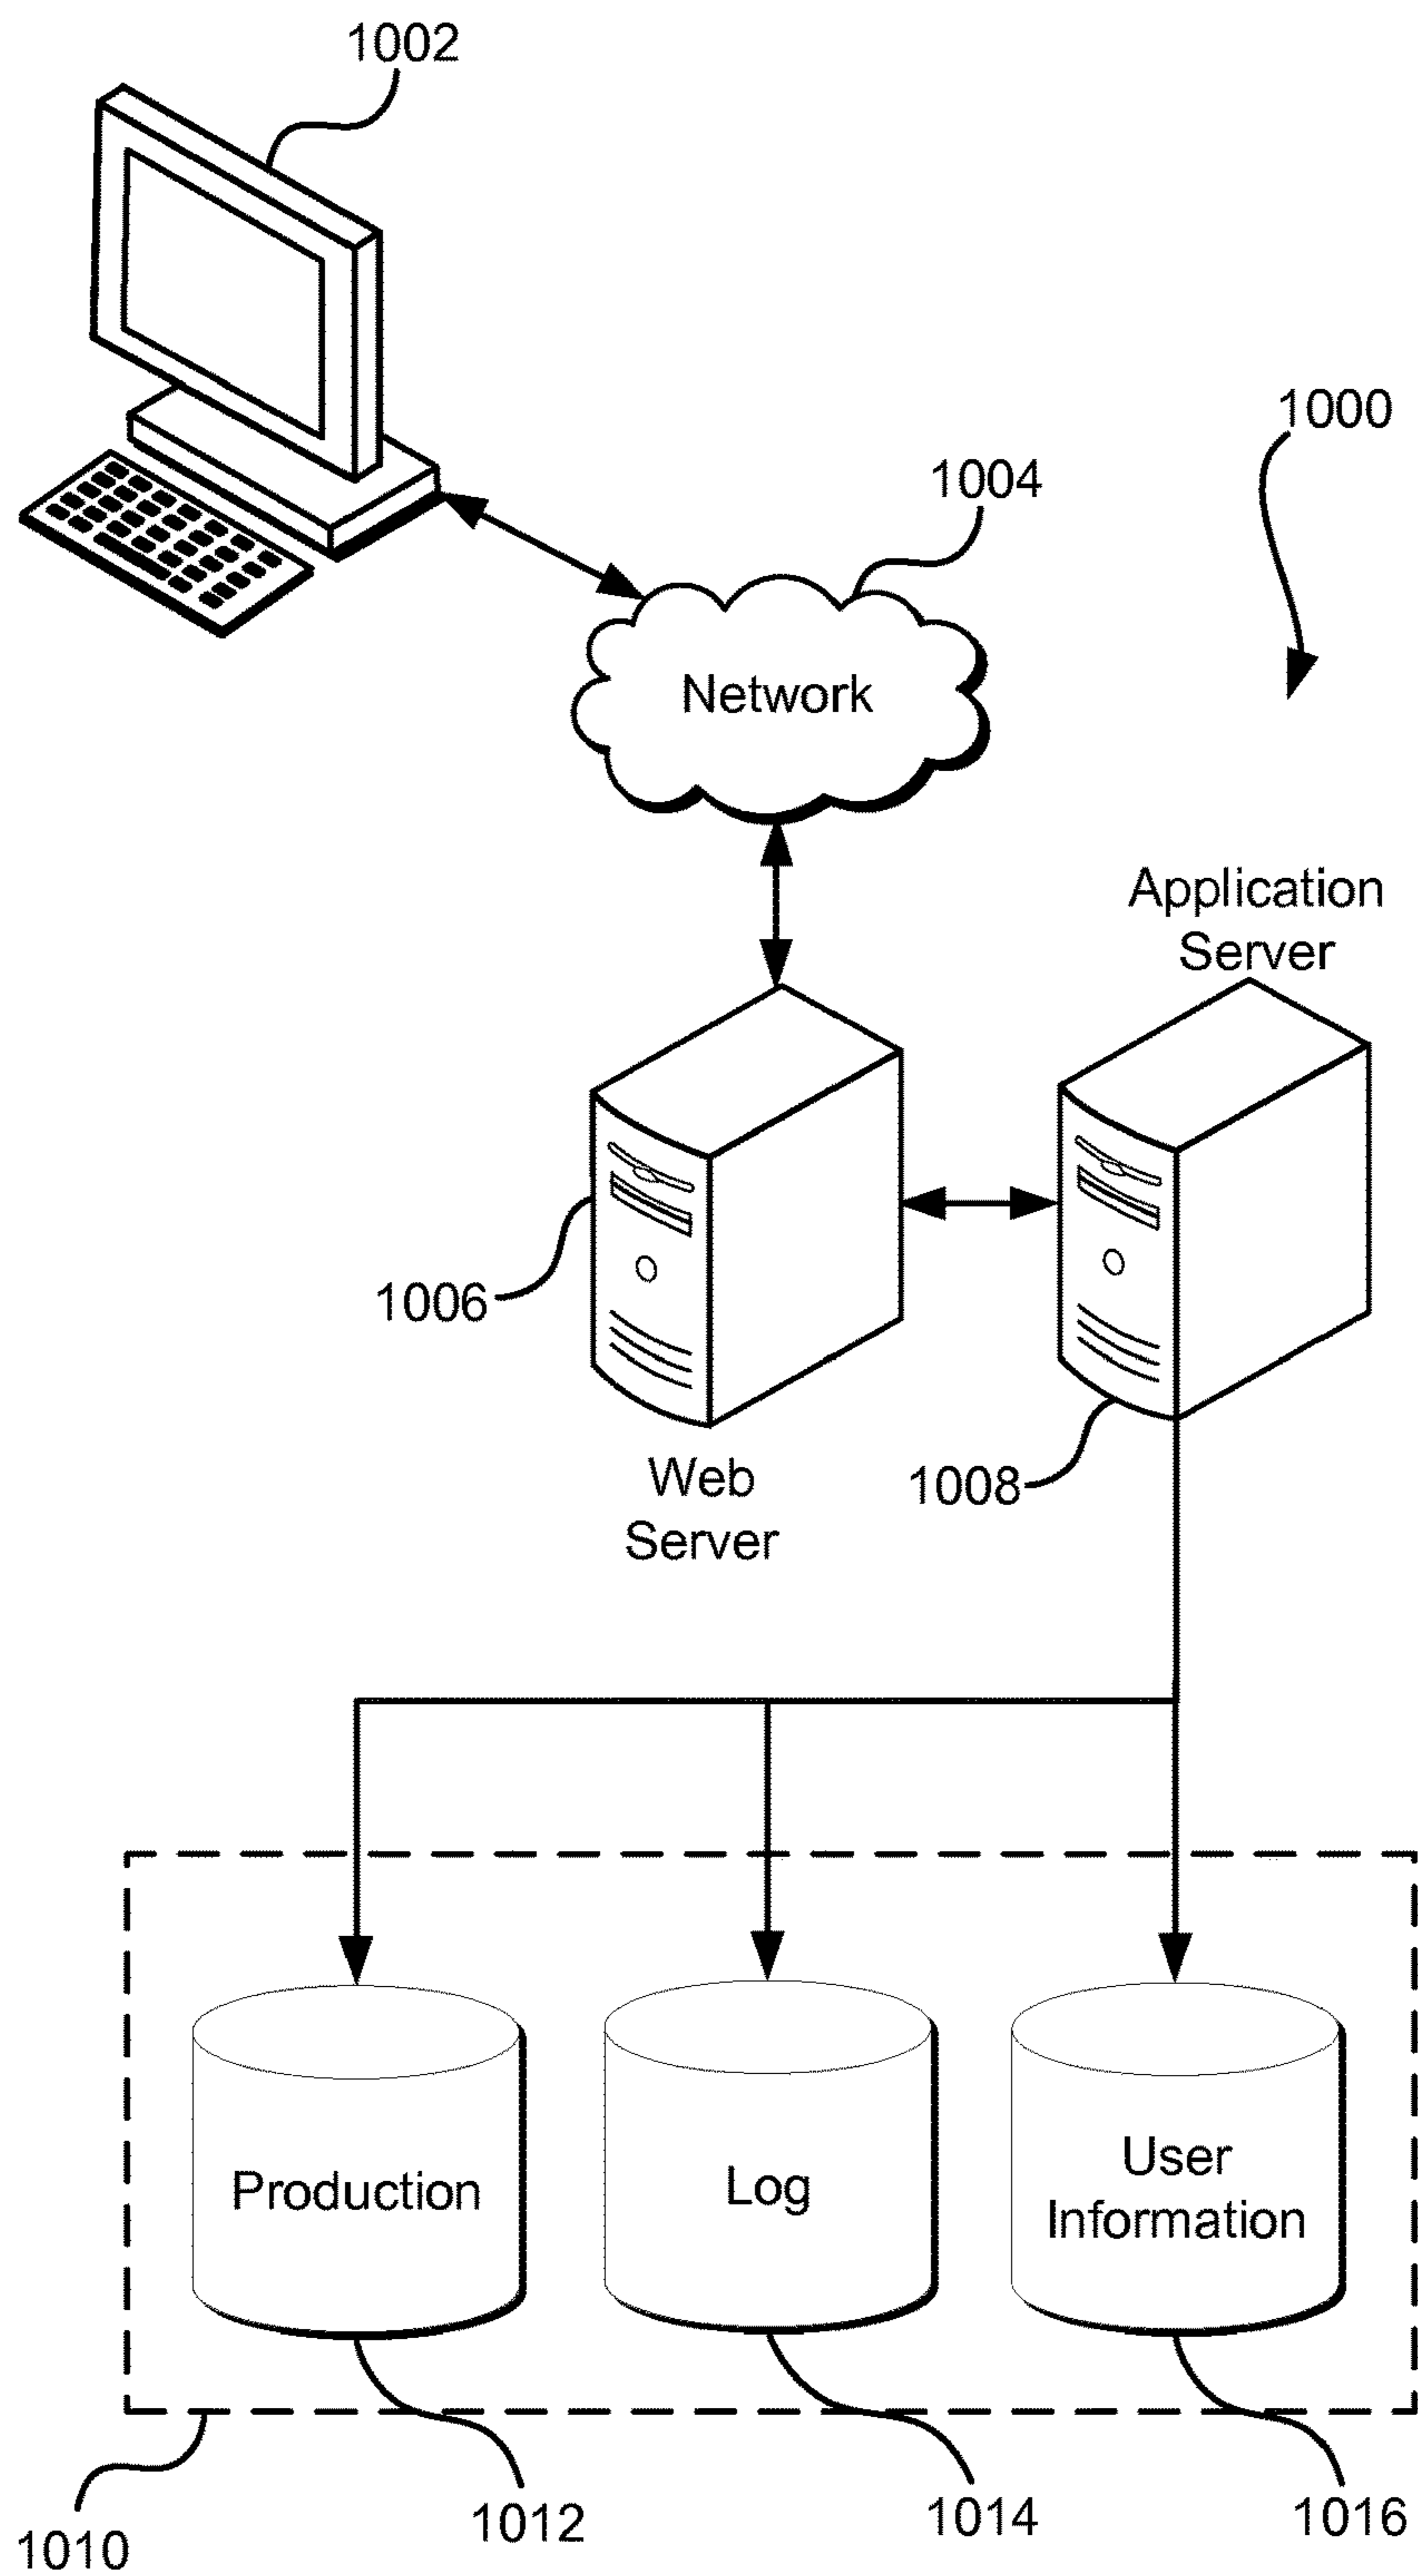 1002
1000
1004
Network
Application
Server
1006
1008
Web
Server
Production
Log
User
Information
1010
1012
1014
1016